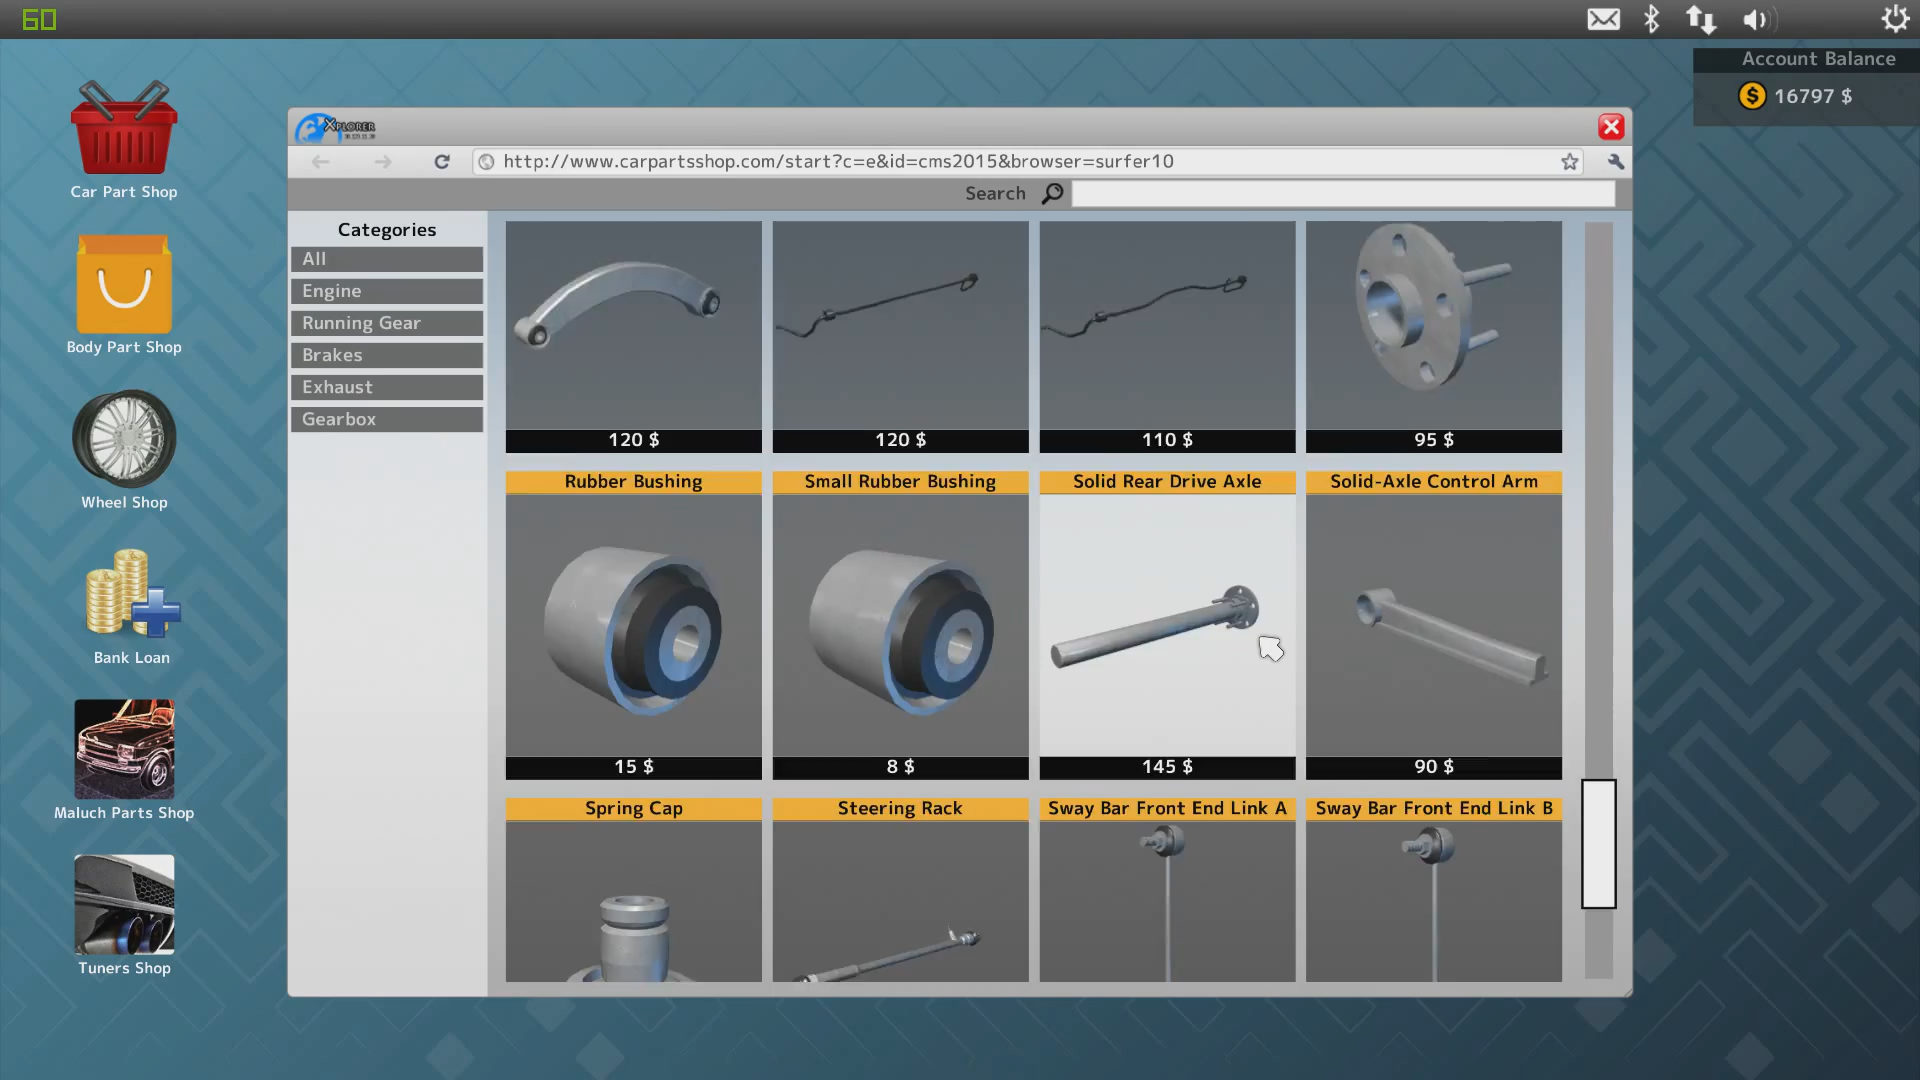 60
Account Balance
16797 $
Car Part Shop
Body Part Shop
Wheel Shop
Bank Loan
Maluch Parts Shop
Tuners Shop
XPLORER
http://www.carpartsshop.com/start?c=e&id=cms2015&browser=surfer10
Search
Categories
All
Engine
Running Gear
Brakes
Exhaust
Gearbox
120 $
120 $
110 $
95 $
Rubber Bushing
Small Rubber Bushing
Solid Rear Drive Axle
Solid-Axle Control Arm
15 $
8 $
145 $
90 $
Spring Cap
Steering Rack
Sway Bar Front End Link A
Sway Bar Front End Link B